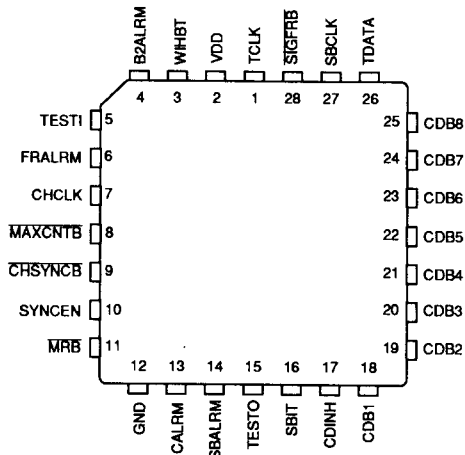 B2ALRM WIHBT VDD TCLK SIGFRB SBCLK TDATA
4 3 2 1 28 27 26
TESTI 5
FRALRM 6
CHCLK 7
MAXCNTB 8
CHSYNCB 9
SYNCEN 10
MRB 11
25 CDB8
24 CDB7
23 CDB6
22 CDB5
21 CDB4
20 CDB3
19 CDB2
12 13 14 15 16 17 18
GND CALRM SBALRM TESTO SBIT CDINH CDB1